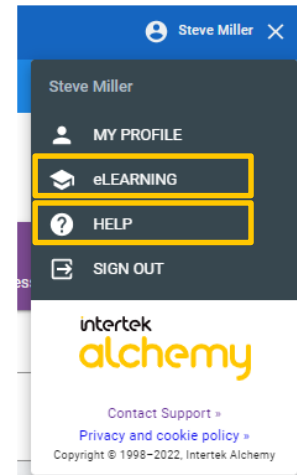 Steve Miller
Steve Miller
MY PROFILE
eLEARNING
HELP
SIGN OUT
intertek
alchemy
Contact Support »
Privacy and cookie policy »
Copyright © 1998–2022, Intertek Alchemy